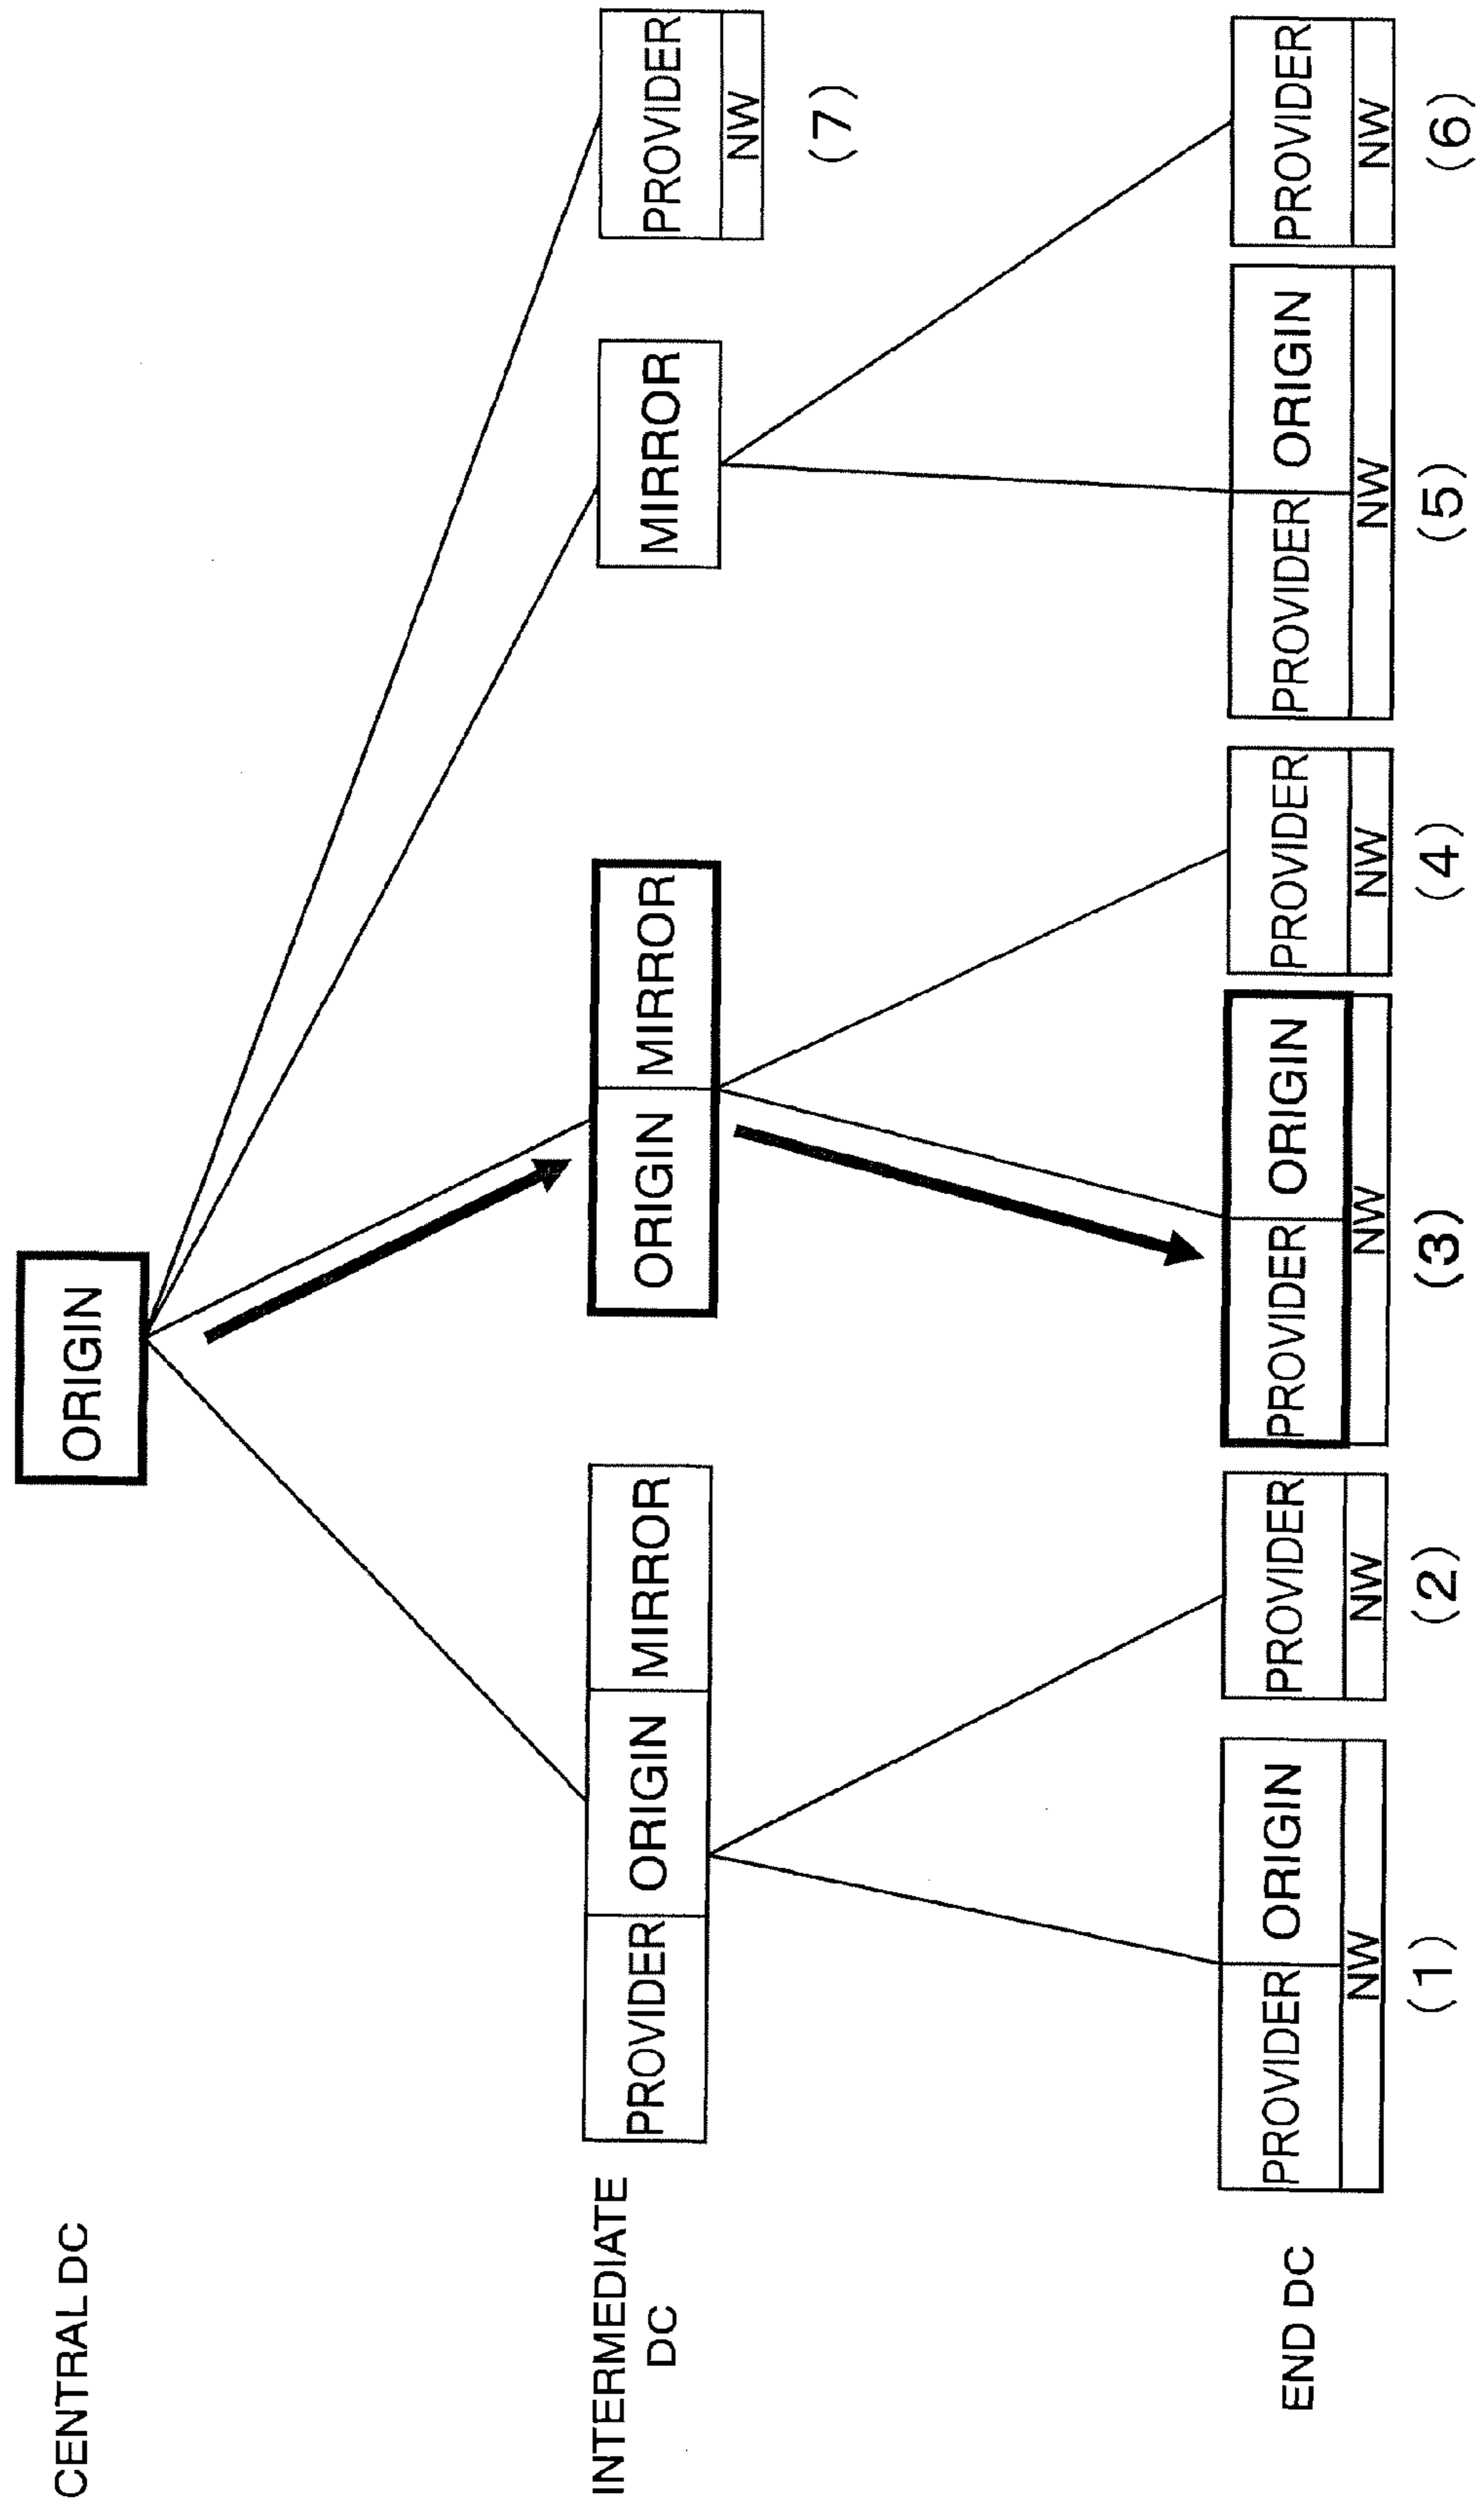 CENTRAL DC
ORIGIN
INTERMEDIATE
DC
PROVIDER ORIGIN MIRROR
ORIGIN MIRROR
MIRROR
PROVIDER
NW
(7)
END DC
PROVIDER ORIGIN
NW
(1)
PROVIDER
NW
(2)
PROVIDER ORIGIN
NW
(3)
PROVIDER
NW
(4)
PROVIDER ORIGIN
NW
(5)
PROVIDER
NW
(6)